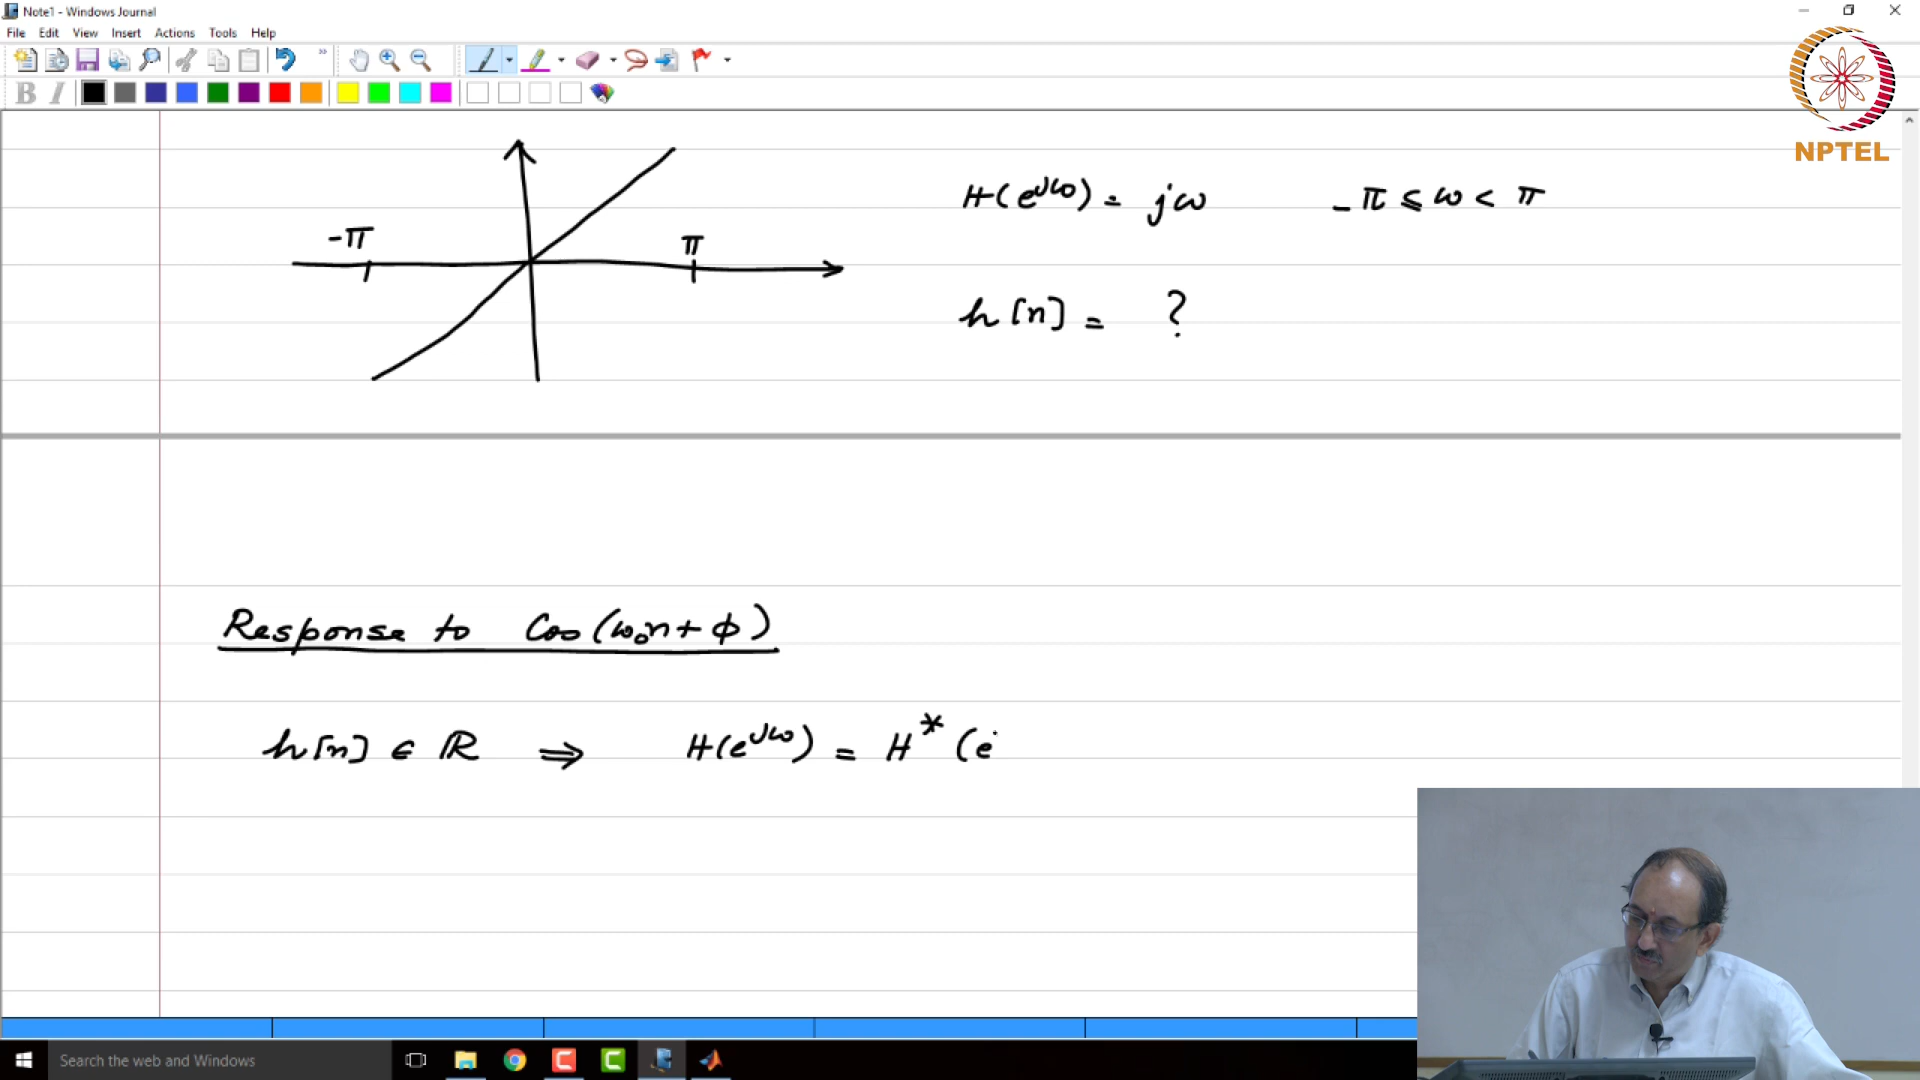 Note1 - Windows Journal
File Edit View Insert Actions Tools Help
B I
NPTEL
-π π
H(e^{jω}) = jω -π ≤ ω < π
h[n] = ?
Response to Cos(ω₀n + ϕ)
h[n] ∈ ℝ ⇒ H(e^{jω}) = H* (e
Search the web and Windows